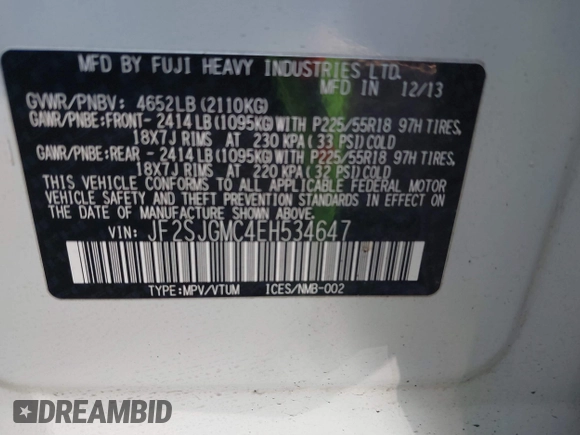 MFD BY FUJI HEAVY INDUSTRIES LTD.
MFD IN 12/13
GVWR/PNBV: 4652LB (2110KG)
GAWR/PNBE:FRONT- 2414LB (1095KG) WITH P225/55R18 97H TIRES,
18X7J RIMS AT 230 KPA (33 PSI) COLD
GAWR/PNBE:REAR - 2414LB (1095KG) WITH P225/55R18 97H TIRES,
18X7J RIMS AT 220 KPA (32 PSI) COLD
THIS VEHICLE CONFORMS TO ALL APPLICABLE FEDERAL MOTOR
VEHICLE SAFETY AND THEFT PREVENTION STANDARDS IN EFFECT ON
THE DATE OF MANUFACTURE SHOWN ABOVE.
VIN: JF2SJGMC4EH534647
TYPE:MPV/VTUM ICES/NMB-002
DREAMBID